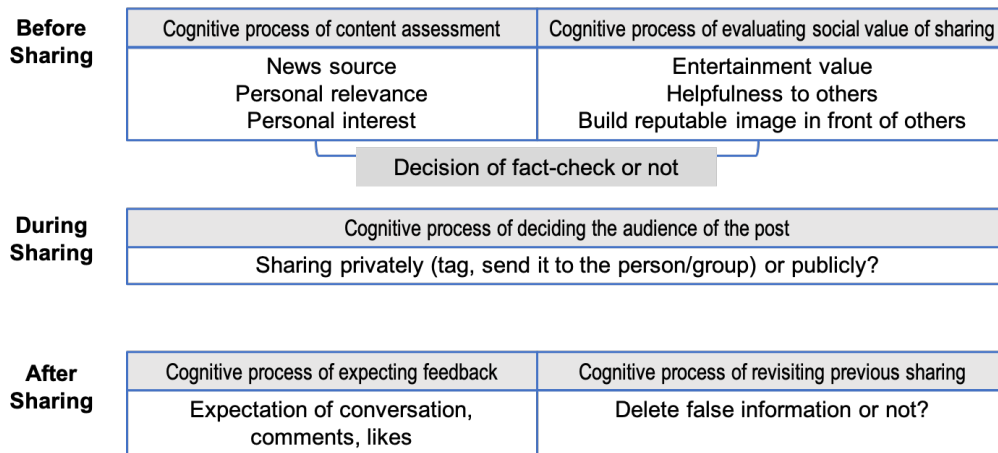 Before
Sharing
Cognitive process of content assessment
Cognitive process of evaluating social value of sharing
News source
Personal relevance
Personal interest
Entertainment value
Helpfulness to others
Build reputable image in front of others
Decision of fact-check or not
During
Sharing
Cognitive process of deciding the audience of the post
Sharing privately (tag, send it to the person/group) or publicly?
After
Sharing
Cognitive process of expecting feedback
Cognitive process of revisiting previous sharing
Expectation of conversation,
comments, likes
Delete false information or not?